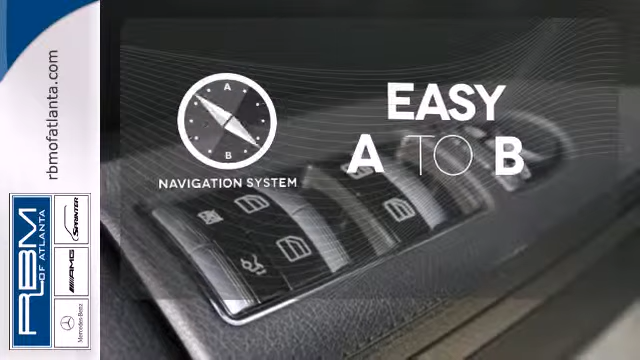 rbmofatlanta.com
RBM
OF ATLANTA
SPRINTER
AMG
Mercedes-Benz
A
B
NAVIGATION SYSTEM
EASY
A TO B